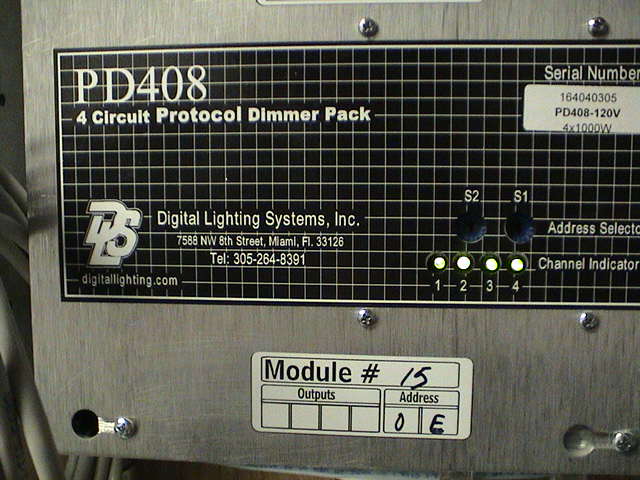 PD408
4 Circuit Protocol Dimmer Pack
Serial Number
164040305
PD408-120V
4x1000W
DLS
Digital Lighting Systems, Inc.
7588 NW 8th Street, Miami, Fl. 33126
Tel: 305-264-8391
digitallighting.com
S2 S1
Address Selecto
Channel Indicator
1 2 3 4
Module # 15
Outputs Address
0 E